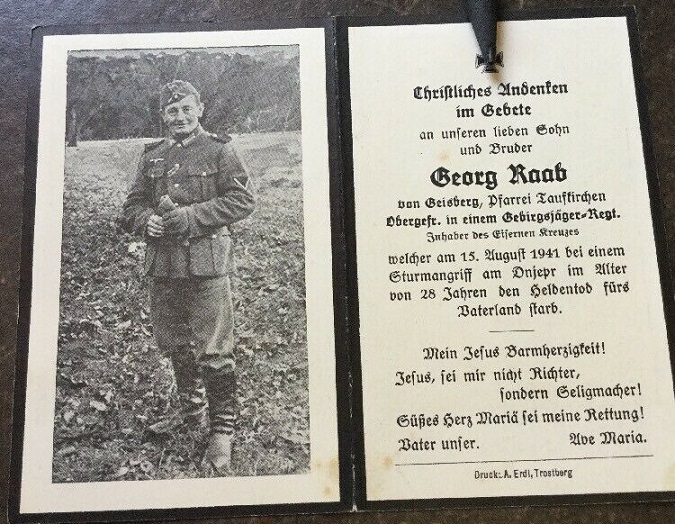 Christliches Andenken
im Gebete
an unseren lieben Sohn
und Bruder
Georg Raab
von Geisberg, Pfarrei Taufkirchen
Obergefr. in einem Gebirgsjäger-Regt.
Inhaber des Eisernen Kreuzes
welcher am 15. August 1941 bei einem
Sturmangriff am Dnjepr im Alter
von 28 Jahren den Heldentod fürs
Vaterland starb.
Mein Jesus Barmherzigkeit!
Jesus, sei mir nicht Richter,
sondern Seligmacher!
Süßes Herz Mariä sei meine Rettung!
Vater unser. Ave Maria.
Druck: A. Erdl, Trostberg